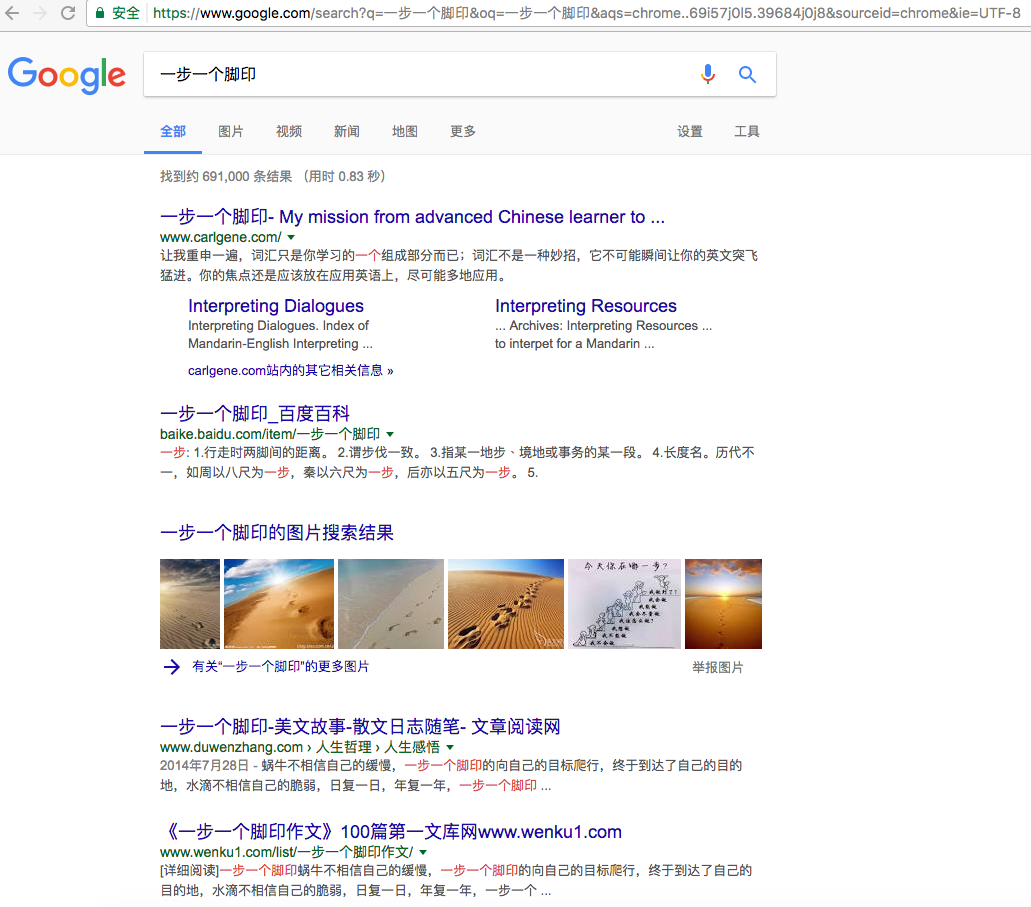 安全 https://www.google.com/search?q=一步一个脚印&oq=一步一个脚印&aqs=chrome..69i57j0l5.39684j0j8&sourceid=chrome&ie=UTF-8
Google
一步一个脚印
全部 图片 视频 新闻 地图 更多 设置 工具
找到约 691,000 条结果 （用时 0.83 秒）
一步一个脚印- My mission from advanced Chinese learner to ...
www.carlgene.com/
让我重申一遍，词汇只是你学习的一个组成部分而已；词汇不是一种妙招，它不可能瞬间让你的英文突飞
猛进。你的焦点还是应该放在应用英语上，尽可能多地应用。
Interpreting Dialogues
Interpreting Dialogues. Index of
Mandarin-English Interpreting ...
Interpreting Resources
... Archives: Interpreting Resources ...
to interpet for a Mandarin ...
carlgene.com站内的其它相关信息 »
一步一个脚印_百度百科
baike.baidu.com/item/一步一个脚印
一步: 1.行走时两脚间的距离。 2.谓步伐一致。 3.指某一地步、境地或事务的某一段。 4.长度名。历代不
一，如周以八尺为一步，秦以六尺为一步，后亦以五尺为一步。 5.
一步一个脚印的图片搜索结果
今天你在哪一步?
我做到了!
我会做
我能做
我会尽量做
我该怎么做?
我想做
我不能做
我不会做
有关“一步一个脚印”的更多图片
举报图片
一步一个脚印-美文故事-散文日志随笔- 文章阅读网
www.duwenzhang.com › 人生哲理 › 人生感悟
2014年7月28日 - 蜗牛不相信自己的缓慢，一步一个脚印的向自己的目标爬行，终于到达了自己的目的
地，水滴不相信自己的脆弱，日复一日，年复一年，一步一个脚印 ...
《一步一个脚印作文》100篇第一文库网www.wenku1.com
www.wenku1.com/list/一步一个脚印作文/
[详细阅读]一步一个脚印蜗牛不相信自己的缓慢，一步一个脚印的向自己的目标爬行，终于到达了自己的
目的地，水滴不相信自己的脆弱，日复一日，年复一年，一步一个 ...